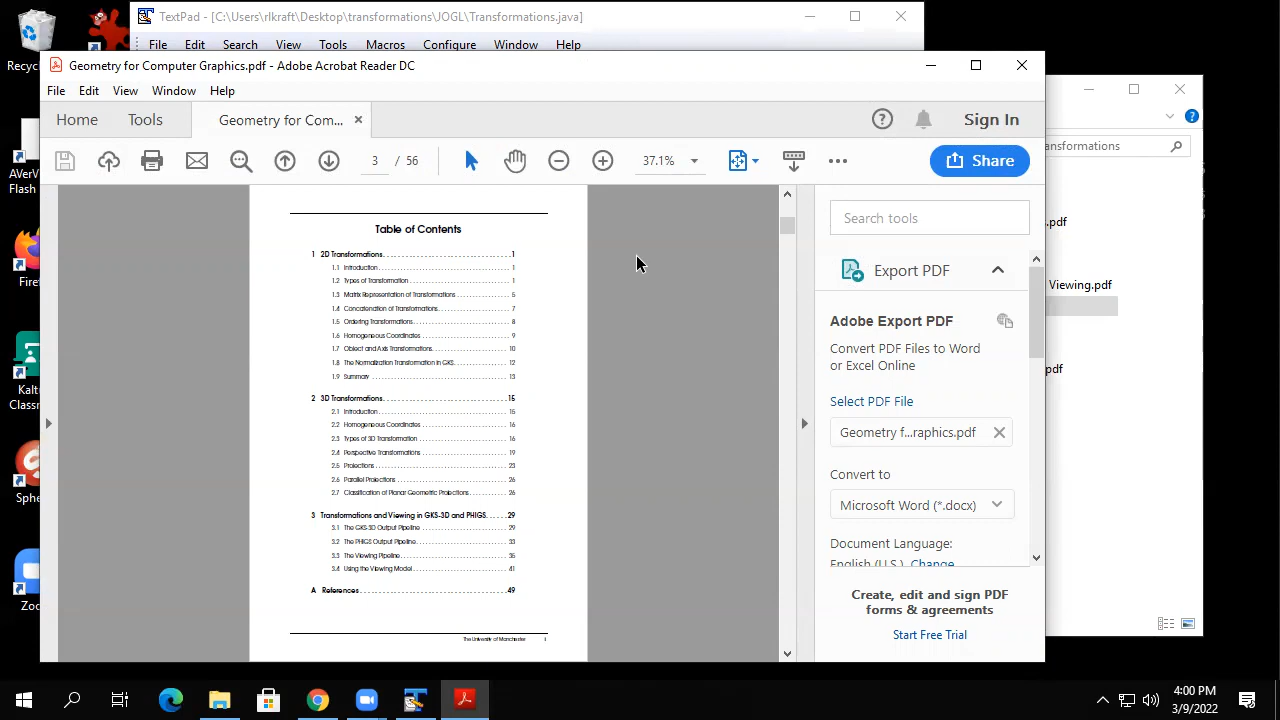 TextPad - [C:\Users\rlkraft\Desktop\transformations\JOGL\Transformations.java]
File Edit Search View Tools Macros Configure Window Help
Recyc
Geometry for Computer Graphics.pdf - Adobe Acrobat Reader DC
File Edit View Window Help
Home Tools Geometry for Com... Sign In
3 / 56 37.1% Share
ansformations
AVerV
Flash
Firef
Kaltu
Classr
Sphe
Zoo
Table of Contents
1 2D Transformations 1
1.1 Introduction 1
1.2 Types of Transformation 1
1.3 Matrix Representation of Transformations 5
1.4 Concatenation of Transformations 7
1.5 Ordering Transformations 8
1.6 Homogeneous Coordinates 9
1.7 Object and Axis Transformations 10
1.8 The Normalization Transformation in GKS 12
1.9 Summary 13
2 3D Transformations 15
2.1 Introduction 15
2.2 Homogeneous Coordinates 16
2.3 Types of 3D Transformation 16
2.4 Perspective Transformations 19
2.5 Projections 23
2.6 Parallel Projections 26
2.7 Classification of Planar Geometric Projections 26
3 Transformations and Viewing in GKS-3D and PHIGS 29
3.1 The GKS-3D Output Pipeline 29
3.2 The PHIGS Output Pipeline 33
3.3 The Viewing Pipeline 35
3.4 Using the Viewing Model 41
A References 49
The University of Manchester i
Search tools
Export PDF
Adobe Export PDF
Convert PDF Files to Word
or Excel Online
Select PDF File
Geometry f...raphics.pdf
Convert to
Microsoft Word (*.docx)
Document Language:
English (U.S.) Change
Create, edit and sign PDF
forms & agreements
Start Free Trial
s.pdf
Viewing.pdf
pdf
4:00 PM
3/9/2022